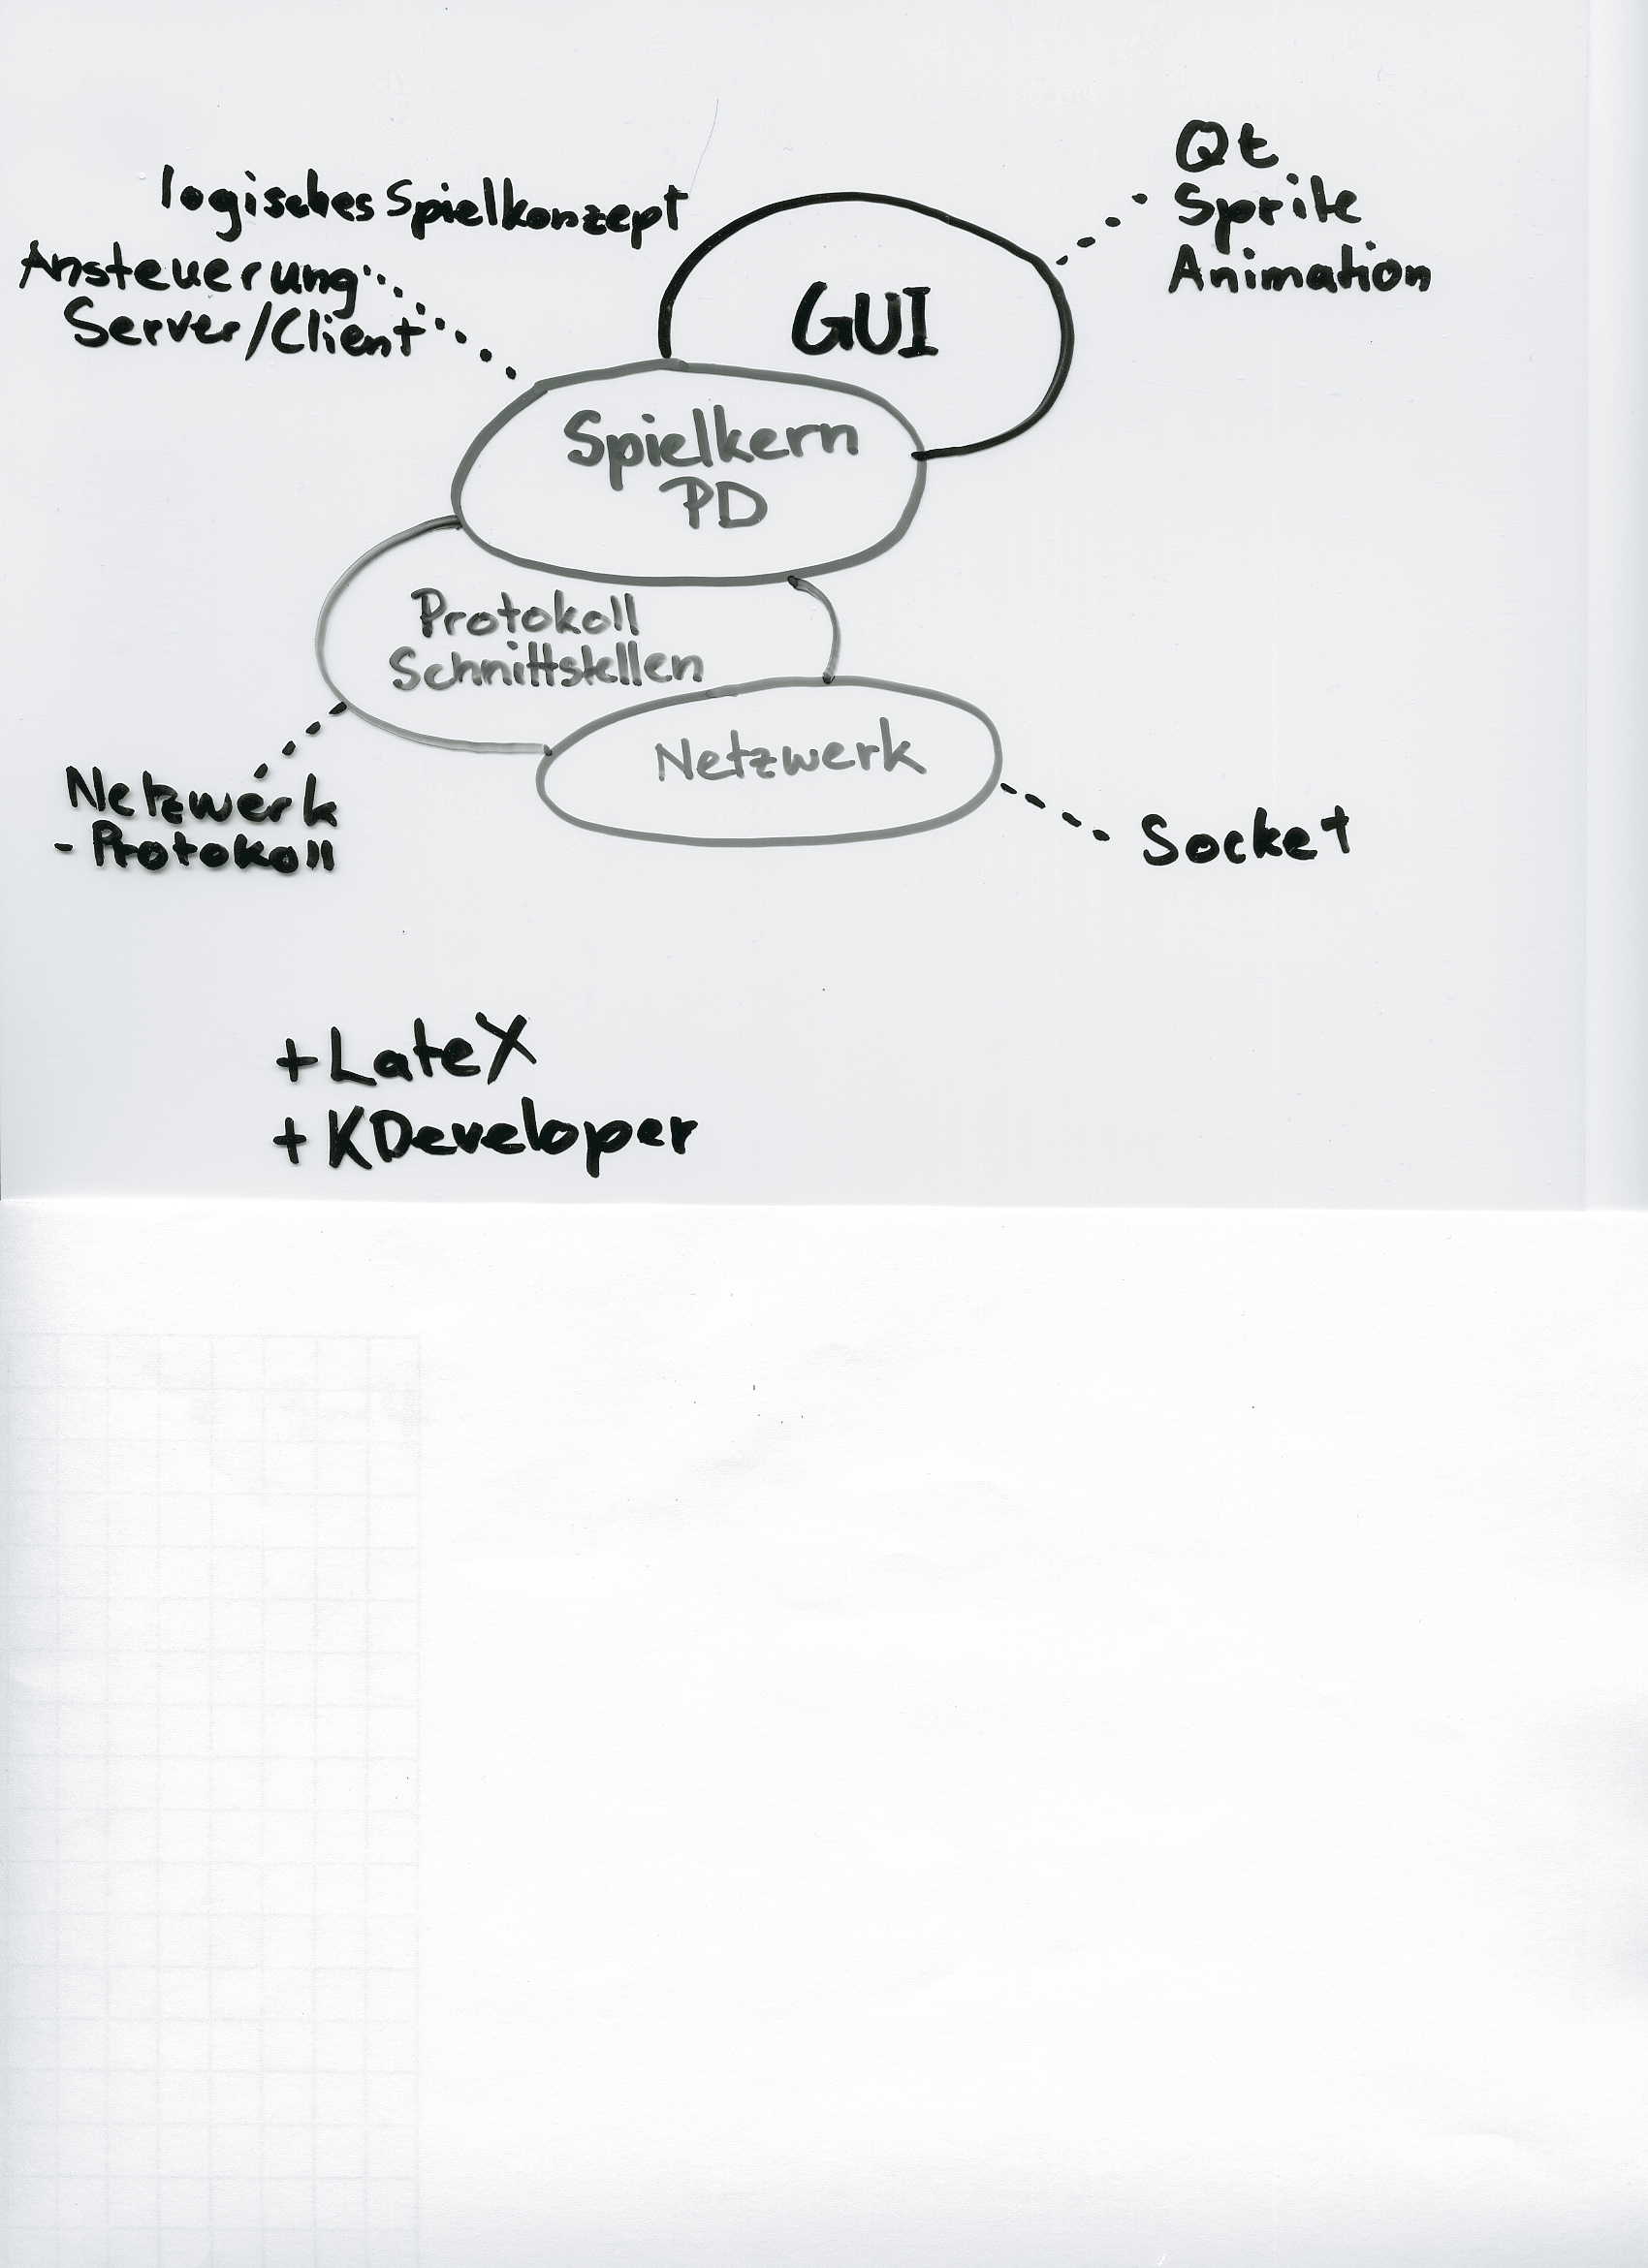 Qt
logisches Spielkonzept
Sprite
Ansteuerung
Animation
Server/Client
GUI
Spielkern
PD
Protokoll
Schnittstellen
Netzwerk
Netzwerk
- Protokoll
Socket
+ LateX
+ KDeveloper